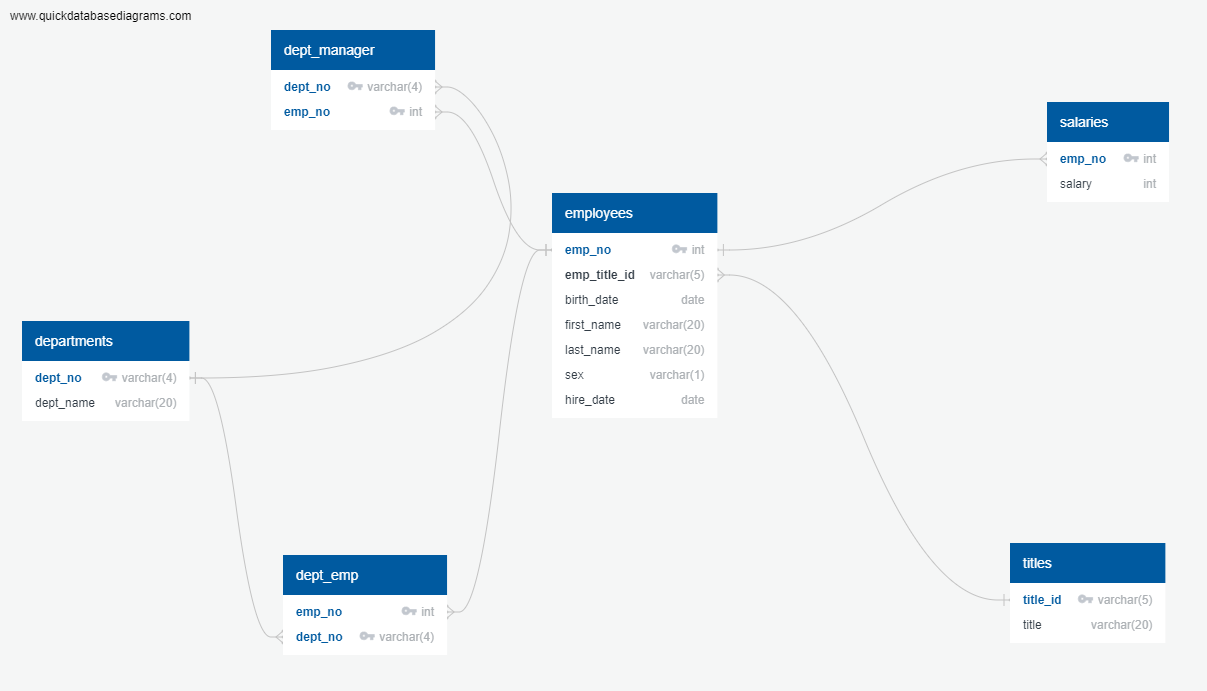 www.quickdatabasediagrams.com
dept_manager
dept_no varchar(4)
emp_no int
salaries
emp_no int
salary int
employees
emp_no int
emp_title_id varchar(5)
birth_date date
first_name varchar(20)
last_name varchar(20)
sex varchar(1)
hire_date date
departments
dept_no varchar(4)
dept_name varchar(20)
dept_emp
emp_no int
dept_no varchar(4)
titles
title_id varchar(5)
title varchar(20)